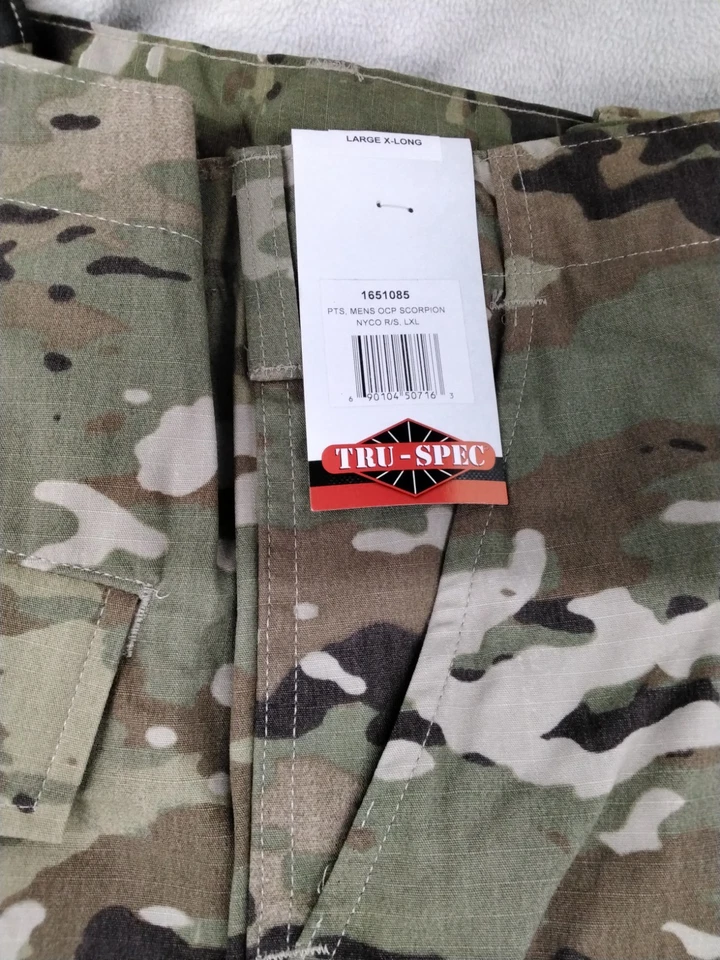 LARGE X-LONG
1651085
PTS, MENS OCP SCORPION
NYCO R/S, LXL
6 90104 50716 3
TRU-SPEC